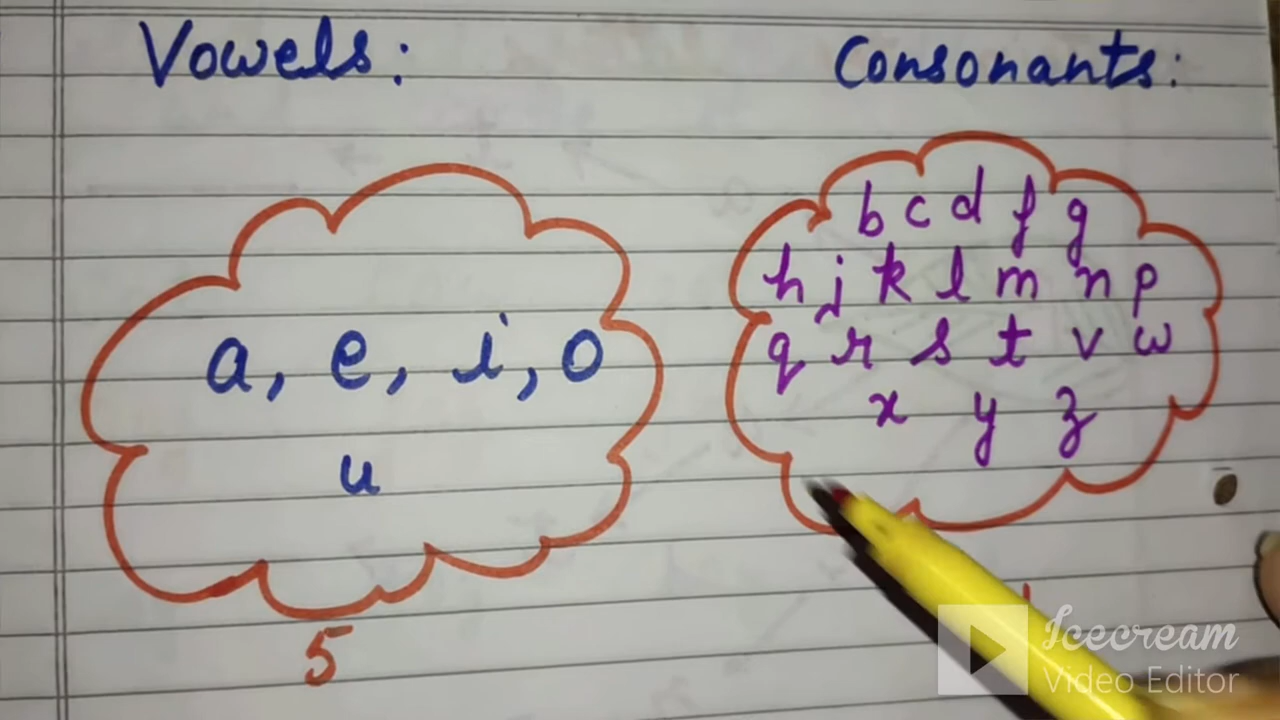 Vowels:
a, e, i, o
u
5
Consonants:
b c d f g
h j k l m n p
q r s t v w
x y z
Icecream
Video Editor